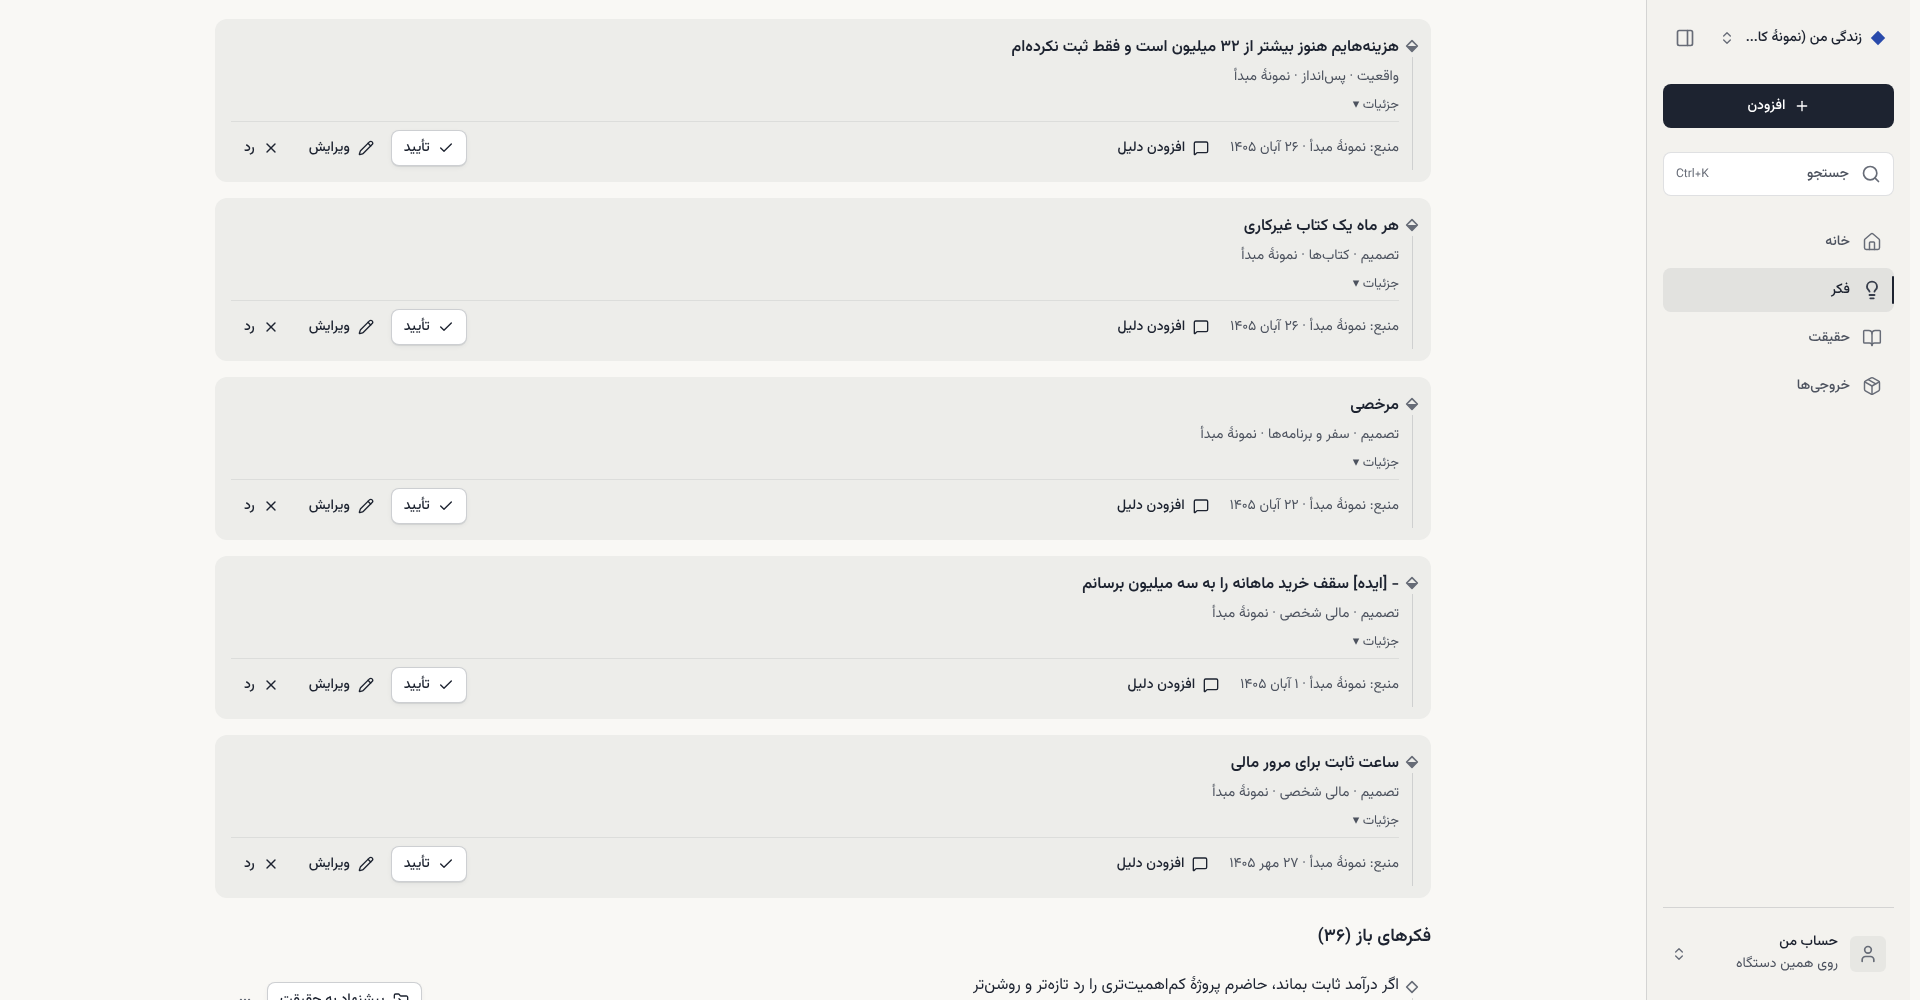 زندگی من (نمونهٔ کا...
افزودن
جستجو
Ctrl+K
خانه
فکر
حقیقت
خروجی‌ها
حساب من
روی همین دستگاه
هزینه‌هایم هنوز بیشتر از ۳۲ میلیون است و فقط ثبت نکرده‌ام
واقعیت · پس‌انداز · نمونهٔ مبدأ
جزئیات ▾
منبع: نمونهٔ مبدأ · ۲۶ آبان ۱۴۰۵ افزودن دلیل تأیید ویرایش رد
هر ماه یک کتاب غیرکاری
تصمیم · کتاب‌ها · نمونهٔ مبدأ
جزئیات ▾
منبع: نمونهٔ مبدأ · ۲۶ آبان ۱۴۰۵ افزودن دلیل تأیید ویرایش رد
مرخصی
تصمیم · سفر و برنامه‌ها · نمونهٔ مبدأ
جزئیات ▾
منبع: نمونهٔ مبدأ · ۲۲ آبان ۱۴۰۵ افزودن دلیل تأیید ویرایش رد
- [ایده] سقف خرید ماهانه را به سه میلیون برسانم
تصمیم · مالی شخصی · نمونهٔ مبدأ
جزئیات ▾
منبع: نمونهٔ مبدأ · ۱ آبان ۱۴۰۵ افزودن دلیل تأیید ویرایش رد
ساعت ثابت برای مرور مالی
تصمیم · مالی شخصی · نمونهٔ مبدأ
جزئیات ▾
منبع: نمونهٔ مبدأ · ۲۷ مهر ۱۴۰۵ افزودن دلیل تأیید ویرایش رد
فکرهای باز (۳۶)
اگر درآمد ثابت بماند، حاضرم پروژهٔ کم‌اهمیت‌تری را رد تازه‌تر و روشن‌تر
پیشنهاد به حقیقت ...